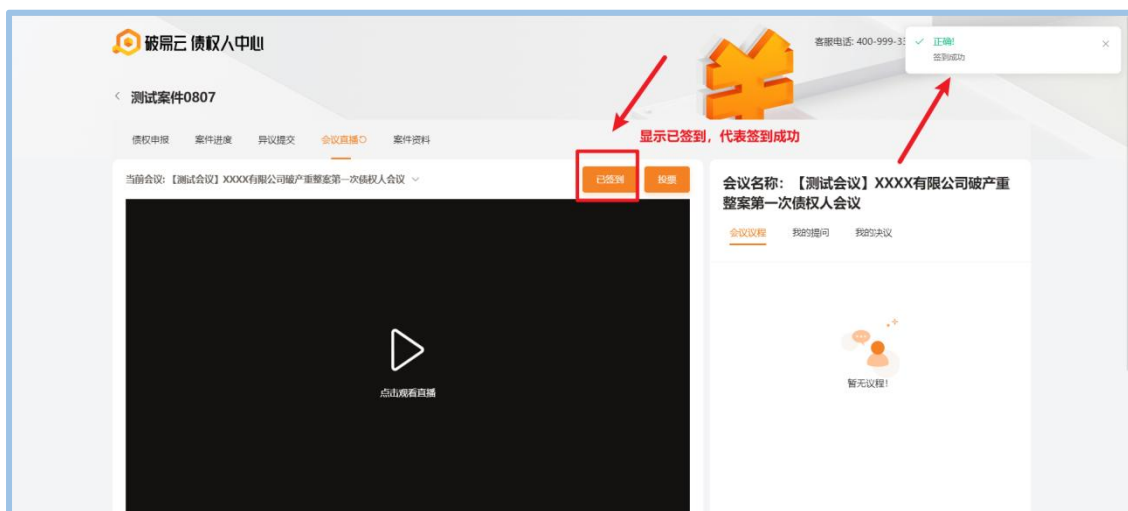 破易云 债权人中心
客服电话: 400-999-33
正确!
签到成功
测试案件0807
债权申报 案件进度 异议提交 会议直播 案件资料
显示已签到，代表签到成功
当前会议:【测试会议】XXXX有限公司破产重整案第一次债权人会议
已签到 投票
会议名称: 【测试会议】XXXX有限公司破产重
整案第一次债权人会议
会议议程 我的提问 我的决议
点击观看直播
暂无议程!